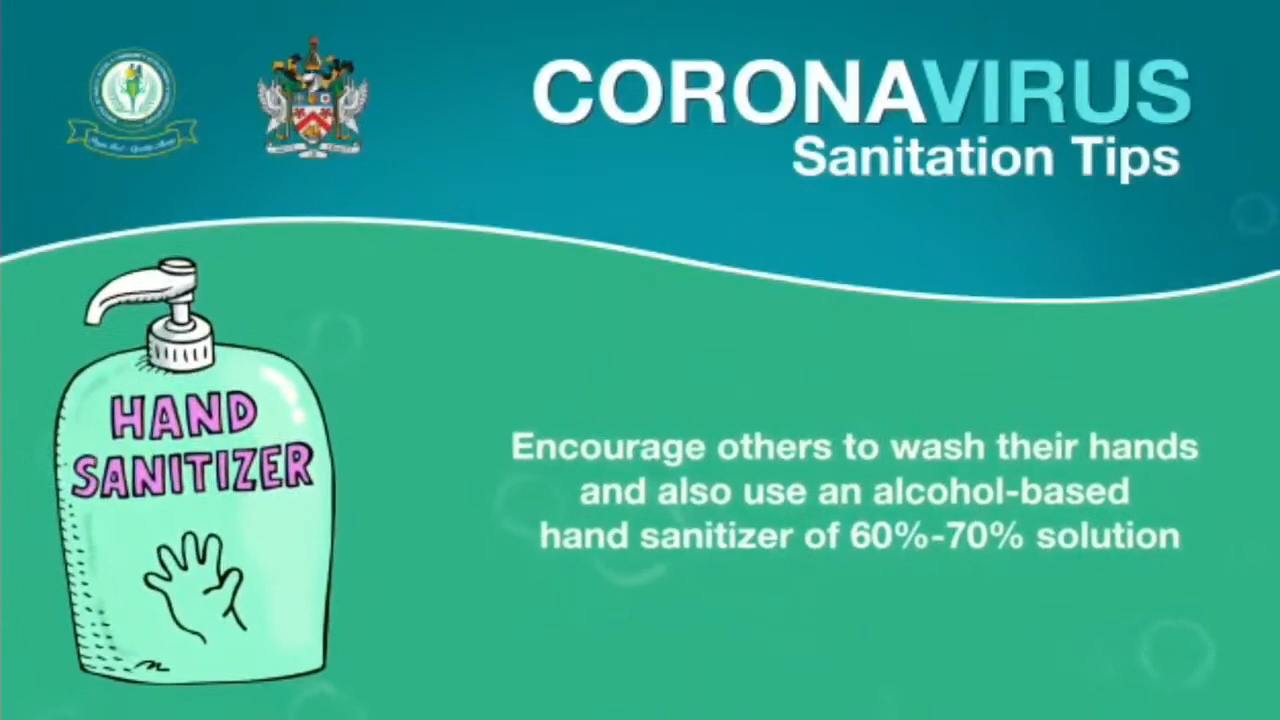 CORONAVIRUS
Sanitation Tips
HAND
SANITIZER
Encourage others to wash their hands
and also use an alcohol-based
hand sanitizer of 60%-70% solution